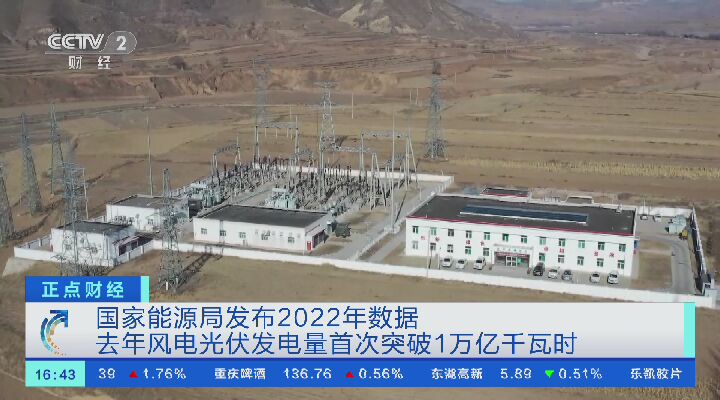 CCTV 2
财经
正点财经
国家能源局发布2022年数据
去年风电光伏发电量首次突破1万亿千瓦时
16:43 39 ▲ 1.76% 重庆啤酒 136.76 ▲ 0.56% 东湖高新 5.89 ▼ 0.51% 乐凯胶片